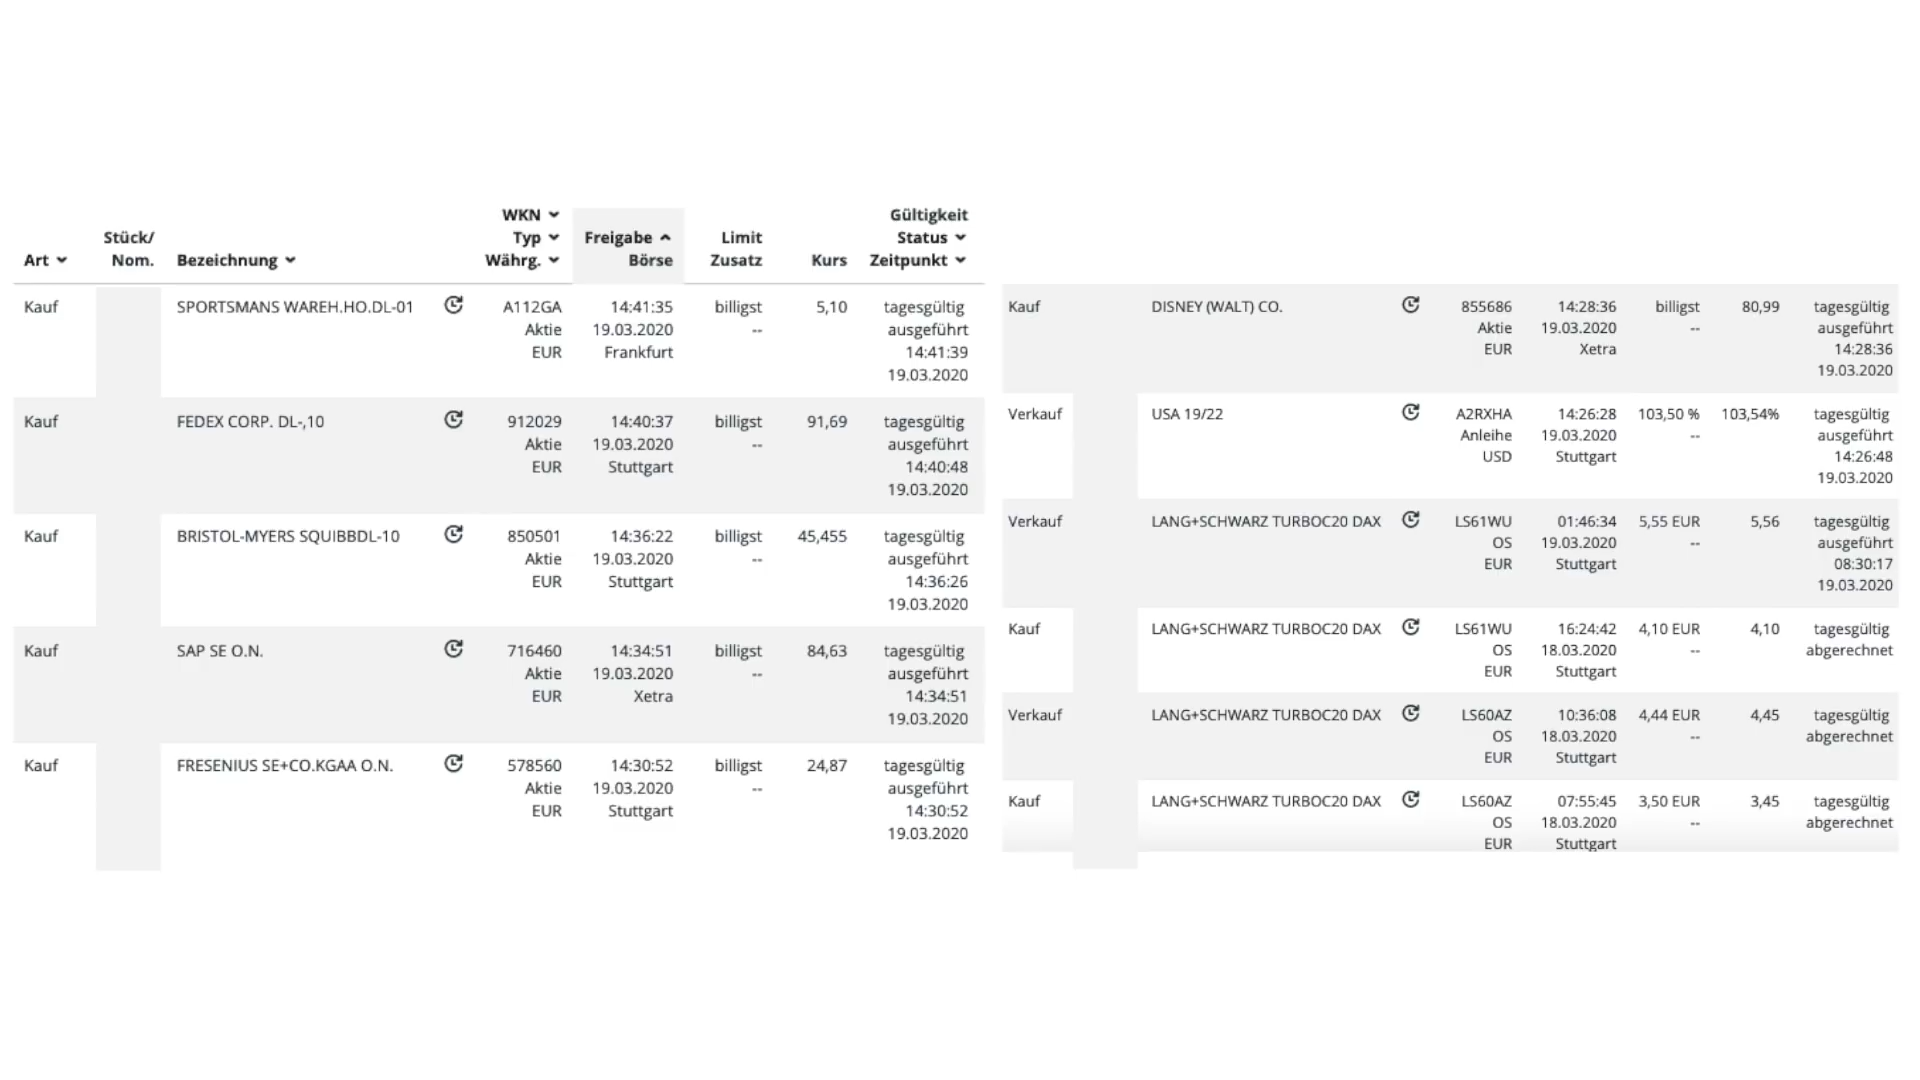 Art
Stück/
Nom.
Bezeichnung
WKN
Typ
Währg.
Freigabe
Börse
Limit
Zusatz
Kurs
Gültigkeit
Status
Zeitpunkt
Kauf SPORTSMANS WAREH.HO.DL-01 A112GA 14:41:35 billigst 5,10 tagesgültig
Aktie 19.03.2020 -- ausgeführt
EUR Frankfurt 14:41:39
19.03.2020
Kauf FEDEX CORP. DL-,10 912029 14:40:37 billigst 91,69 tagesgültig
Aktie 19.03.2020 -- ausgeführt
EUR Stuttgart 14:40:48
19.03.2020
Kauf BRISTOL-MYERS SQUIBBDL-10 850501 14:36:22 billigst 45,455 tagesgültig
Aktie 19.03.2020 -- ausgeführt
EUR Stuttgart 14:36:26
19.03.2020
Kauf SAP SE O.N. 716460 14:34:51 billigst 84,63 tagesgültig
Aktie 19.03.2020 -- ausgeführt
EUR Xetra 14:34:51
19.03.2020
Kauf FRESENIUS SE+CO.KGAA O.N. 578560 14:30:52 billigst 24,87 tagesgültig
Aktie 19.03.2020 -- ausgeführt
EUR Stuttgart 14:30:52
19.03.2020
Kauf DISNEY (WALT) CO. 855686 14:28:36 billigst 80,99 tagesgültig
Aktie 19.03.2020 -- ausgeführt
EUR Xetra 14:28:36
19.03.2020
Verkauf USA 19/22 A2RXHA 14:26:28 103,50 % 103,54% tagesgültig
Anleihe 19.03.2020 -- ausgeführt
USD Stuttgart 14:26:48
19.03.2020
Verkauf LANG+SCHWARZ TURBOC20 DAX LS61WU 01:46:34 5,55 EUR 5,56 tagesgültig
OS 19.03.2020 -- ausgeführt
EUR Stuttgart 08:30:17
19.03.2020
Kauf LANG+SCHWARZ TURBOC20 DAX LS61WU 16:24:42 4,10 EUR 4,10 tagesgültig
OS 18.03.2020 -- abgerechnet
EUR Stuttgart
Verkauf LANG+SCHWARZ TURBOC20 DAX LS60AZ 10:36:08 4,44 EUR 4,45 tagesgültig
OS 18.03.2020 -- abgerechnet
EUR Stuttgart
Kauf LANG+SCHWARZ TURBOC20 DAX LS60AZ 07:55:45 3,50 EUR 3,45 tagesgültig
OS 18.03.2020 -- abgerechnet
EUR Stuttgart